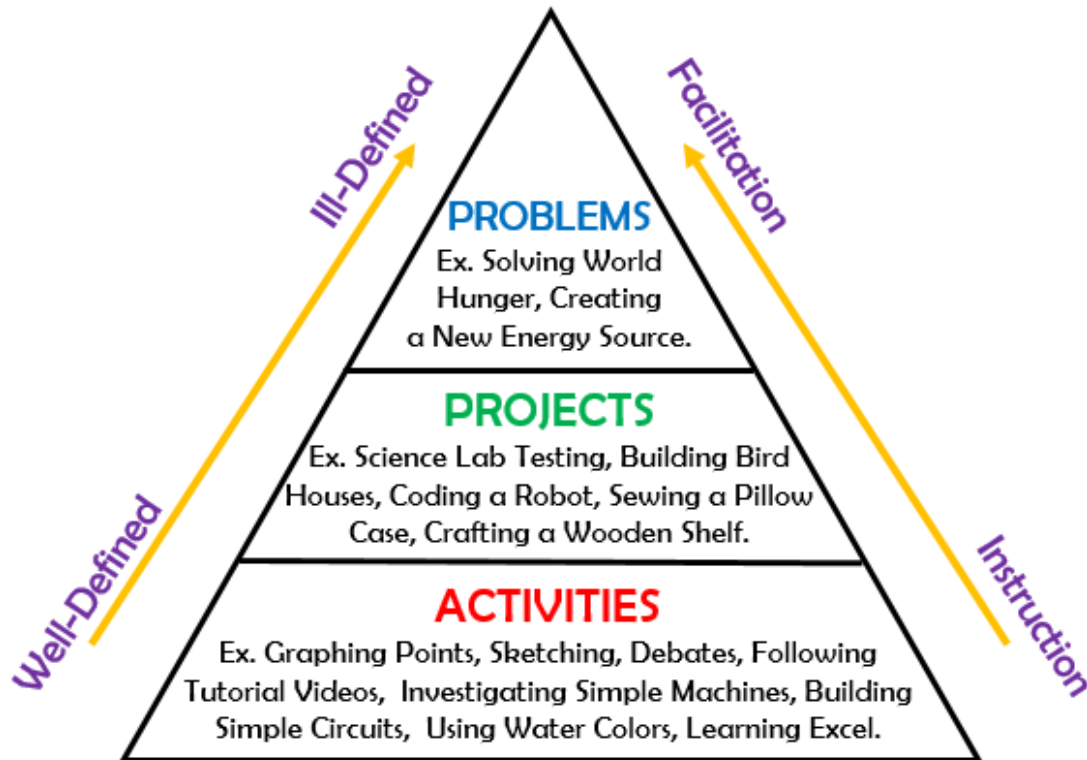 Ill-Defined
Facilitation
PROBLEMS
Ex. Solving World
Hunger, Creating
a New Energy Source.
PROJECTS
Ex. Science Lab Testing, Building Bird
Houses, Coding a Robot, Sewing a Pillow
Case, Crafting a Wooden Shelf.
Well-Defined
Instruction
ACTIVITIES
Ex. Graphing Points, Sketching, Debates, Following
Tutorial Videos, Investigating Simple Machines, Building
Simple Circuits, Using Water Colors, Learning Excel.